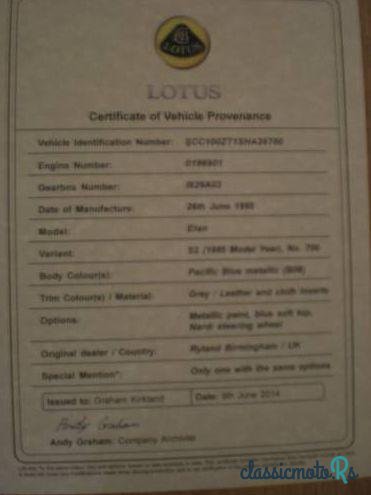 LOTUS
LOTUS
Certificate of Vehicle Provenance
Vehicle Identification Number:
Engine Number: 0198901
Gearbox Number:
Date of Manufacture: 26th June 1995
Model: Elan
Variant: S2 (1995 Model Year), No. 700
Body Colour(s): Pacific Blue metallic
Trim Colour(s) / Material: Grey / Leather and cloth inserts
Options: Metallic paint, blue soft top,
Nardi steering wheel
Original dealer / Country: Ryland Birmingham / UK
Special Mention*: Only one with the same options
Issued to: Graham Kirkland Date: 9th June 2014
Andy Graham
Andy Graham: Company Archivist
classicmoto.Rs